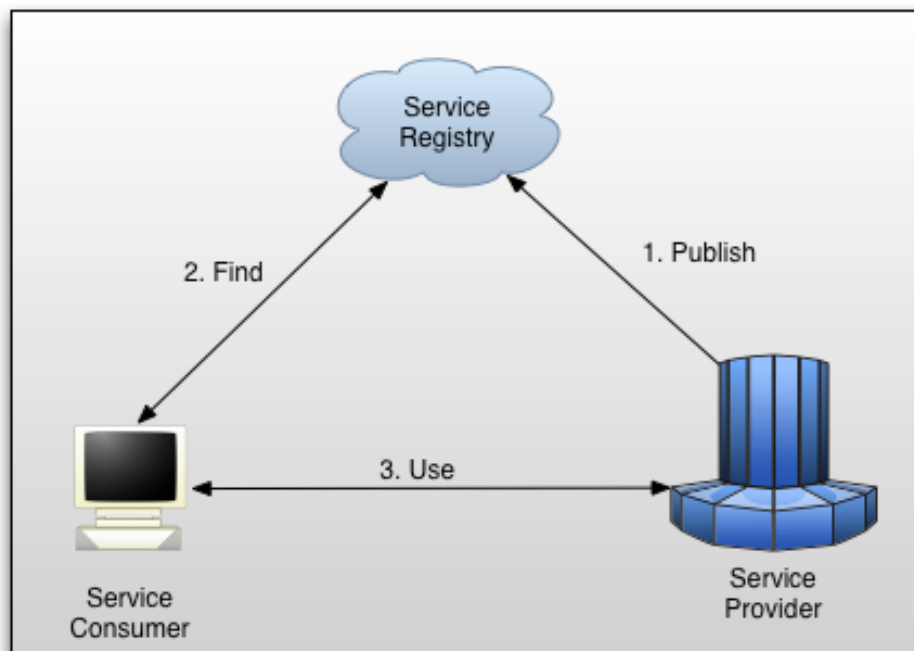 Service
Registry
1. Publish
2. Find
3. Use
Service
Consumer
Service
Provider